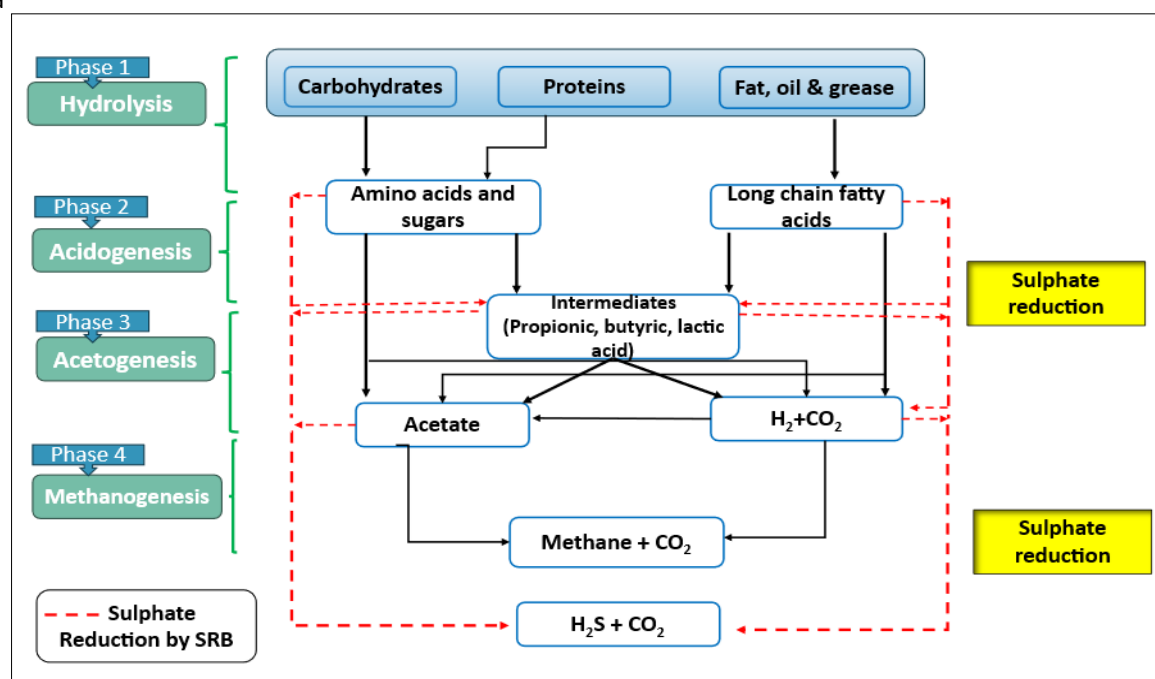 Phase 1
Hydrolysis
Carbohydrates
Proteins
Fat, oil & grease
Phase 2
Acidogenesis
Amino acids and
sugars
Long chain fatty
acids
Sulphate
reduction
Phase 3
Acetogenesis
Intermediates
(Propionic, butyric, lactic
acid)
Acetate
H₂+CO₂
Phase 4
Methanogenesis
Methane + CO₂
Sulphate
reduction
Sulphate
Reduction by SRB
H₂S + CO₂